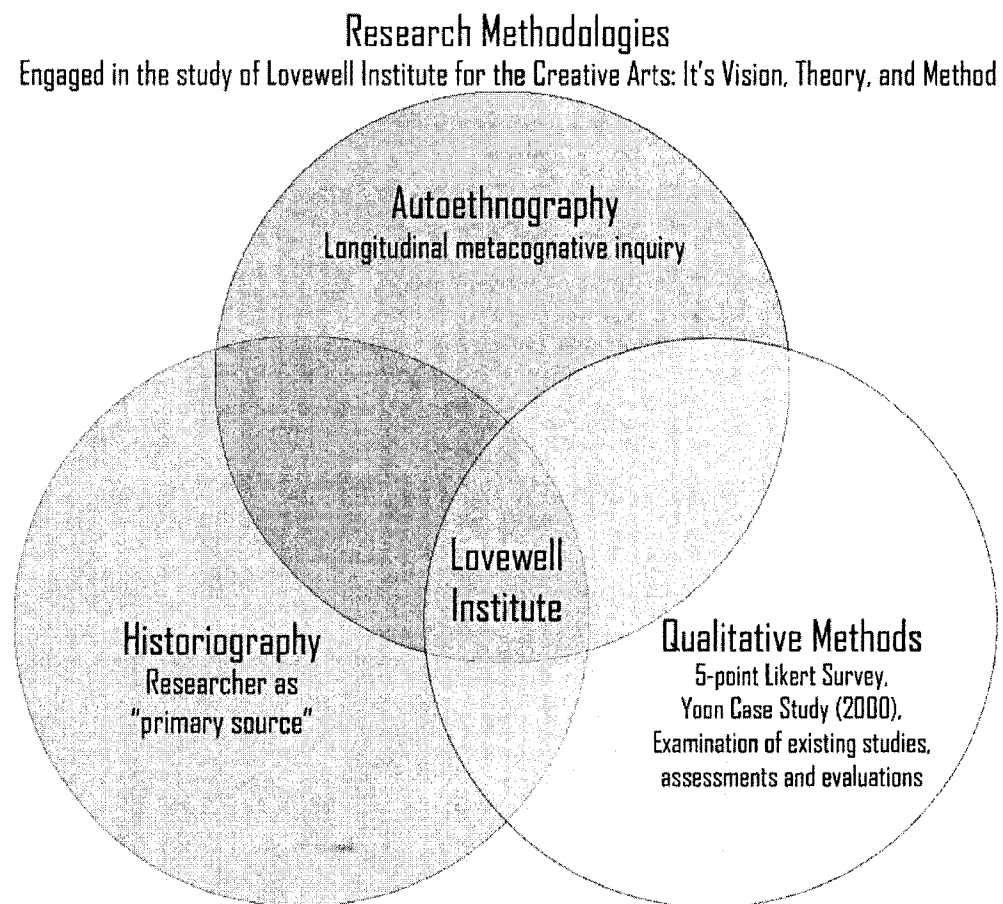 Research Methodologies
Engaged in the study of Lovewell Institute for the Creative Arts: It's Vision, Theory, and Method
Autoethnography
Longitudinal metacognative inquiry
Lovewell
Institute
Historiography
Researcher as
"primary source"
Qualitative Methods
5-point Likert Survey,
Yoon Case Study (2000),
Examination of existing studies,
assessments and evaluations